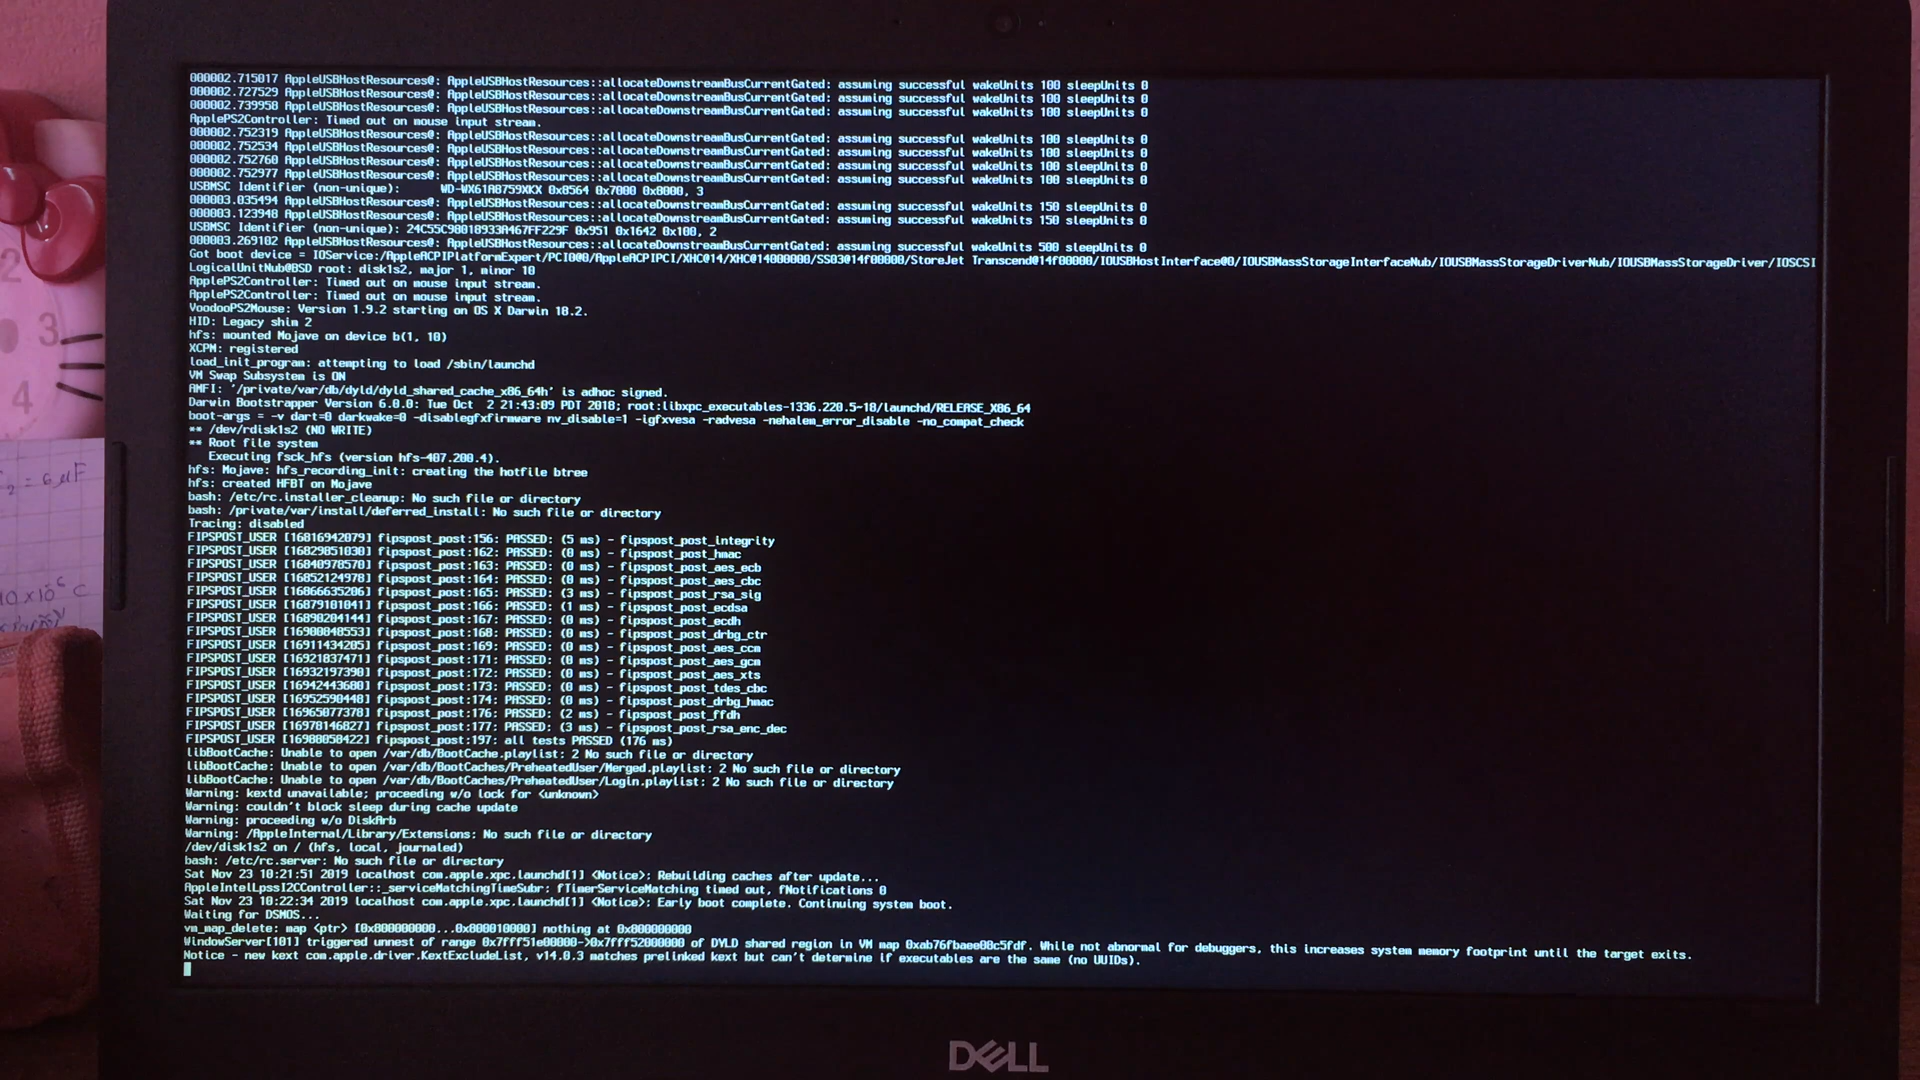 000002.715017 AppleUSBHostResources@: AppleUSBHostResources::allocateDownstreamBusCurrentGated: assuming successful wakeUnits 100 sleepUnits 0
000002.727529 AppleUSBHostResources@: AppleUSBHostResources::allocateDownstreamBusCurrentGated: assuming successful wakeUnits 100 sleepUnits 0
000002.739958 AppleUSBHostResources@: AppleUSBHostResources::allocateDownstreamBusCurrentGated: assuming successful wakeUnits 100 sleepUnits 0
ApplePS2Controller: Timed out on mouse input stream.
000002.752319 AppleUSBHostResources@: AppleUSBHostResources::allocateDownstreamBusCurrentGated: assuming successful wakeUnits 100 sleepUnits 0
000002.752534 AppleUSBHostResources@: AppleUSBHostResources::allocateDownstreamBusCurrentGated: assuming successful wakeUnits 100 sleepUnits 0
000002.752760 AppleUSBHostResources@: AppleUSBHostResources::allocateDownstreamBusCurrentGated: assuming successful wakeUnits 100 sleepUnits 0
000002.752977 AppleUSBHostResources@: AppleUSBHostResources::allocateDownstreamBusCurrentGated: assuming successful wakeUnits 100 sleepUnits 0
USBMSC Identifier (non-unique): WD-WX61A8759XKX 0x8564 0x7000 0x8000, 3
000003.035494 AppleUSBHostResources@: AppleUSBHostResources::allocateDownstreamBusCurrentGated: assuming successful wakeUnits 150 sleepUnits 0
000003.123948 AppleUSBHostResources@: AppleUSBHostResources::allocateDownstreamBusCurrentGated: assuming successful wakeUnits 150 sleepUnits 0
USBMSC Identifier (non-unique): 24C55C98018933A467FF229F 0x951 0x1642 0x100, 2
000003.269102 AppleUSBHostResources@: AppleUSBHostResources::allocateDownstreamBusCurrentGated: assuming successful wakeUnits 500 sleepUnits 0
Got boot device = IOService:/AppleACPIPlatformExpert/PCI0@0/AppleACPIPCI/XHC@14/XHC@14000000/SS03@14f00000/StoreJet Transcend@14f00000/IOUSBHostInterface@0/IOUSBMassStorageInterfaceNub/IOUSBMassStorageDriverNub/IOUSBMassStorageDriver/IOSCSI
LogicalUnitNub@BSD root: disk1s2, major 1, minor 10
ApplePS2Controller: Timed out on mouse input stream.
ApplePS2Controller: Timed out on mouse input stream.
VoodooPS2Mouse: Version 1.9.2 starting on OS X Darwin 18.2.
HID: Legacy shim 2
hfs: mounted Mojave on device b(1, 10)
XCPM: registered
load_init_program: attempting to load /sbin/launchd
VM Swap Subsystem is ON
AMFI: '/private/var/db/dyld/dyld_shared_cache_x86_64h' is adhoc signed.
Darwin Bootstrapper Version 6.0.0: Tue Oct  2 21:43:09 PDT 2018; root:libxpc_executables-1336.220.5~18/launchd/RELEASE_X86_64
boot-args = -v dart=0 darkwake=0 -disablegfxfirmware nv_disable=1 -igfxvesa -radvesa -nehalem_error_disable -no_compat_check
** /dev/rdisk1s2 (NO WRITE)
** Root file system
Executing fsck_hfs (version hfs-407.200.4).
hfs: Mojave: hfs_recording_init: creating the hotfile btree
hfs: created HFBT on Mojave
bash: /etc/rc.installer_cleanup: No such file or directory
bash: /private/var/install/deferred_install: No such file or directory
Tracing: disabled
FIPSPOST_USER [16816942079] fipspost_post:156: PASSED: (5 ms) - fipspost_post_integrity
FIPSPOST_USER [16829851030] fipspost_post:162: PASSED: (0 ms) - fipspost_post_hmac
FIPSPOST_USER [16840978570] fipspost_post:163: PASSED: (0 ms) - fipspost_post_aes_ecb
FIPSPOST_USER [16852124978] fipspost_post:164: PASSED: (0 ms) - fipspost_post_aes_cbc
FIPSPOST_USER [16866635206] fipspost_post:165: PASSED: (3 ms) - fipspost_post_rsa_sig
FIPSPOST_USER [16879101041] fipspost_post:166: PASSED: (1 ms) - fipspost_post_ecdsa
FIPSPOST_USER [16890204144] fipspost_post:167: PASSED: (0 ms) - fipspost_post_ecdh
FIPSPOST_USER [16900848553] fipspost_post:168: PASSED: (0 ms) - fipspost_post_drbg_ctr
FIPSPOST_USER [16911434205] fipspost_post:169: PASSED: (0 ms) - fipspost_post_aes_ccm
FIPSPOST_USER [16921837471] fipspost_post:171: PASSED: (0 ms) - fipspost_post_aes_gcm
FIPSPOST_USER [16932197390] fipspost_post:172: PASSED: (0 ms) - fipspost_post_aes_xts
FIPSPOST_USER [16942443680] fipspost_post:173: PASSED: (0 ms) - fipspost_post_tdes_cbc
FIPSPOST_USER [16952590448] fipspost_post:174: PASSED: (0 ms) - fipspost_post_drbg_hmac
FIPSPOST_USER [16965077378] fipspost_post:176: PASSED: (2 ms) - fipspost_post_ffdh
FIPSPOST_USER [16978146827] fipspost_post:177: PASSED: (3 ms) - fipspost_post_rsa_enc_dec
FIPSPOST_USER [16988058422] fipspost_post:197: all tests PASSED (176 ms)
libBootCache: Unable to open /var/db/BootCache.playlist: 2 No such file or directory
libBootCache: Unable to open /var/db/BootCaches/PreheatedUser/Merged.playlist: 2 No such file or directory
libBootCache: Unable to open /var/db/BootCaches/PreheatedUser/Login.playlist: 2 No such file or directory
Warning: kextd unavailable; proceeding w/o lock for <unknown>
Warning: couldn't block sleep during cache update
Warning: proceeding w/o DiskArb
Warning: /AppleInternal/Library/Extensions: No such file or directory
/dev/disk1s2 on / (hfs, local, journaled)
bash: /etc/rc.server: No such file or directory
Sat Nov 23 10:21:51 2019 localhost com.apple.xpc.launchd[1] <Notice>: Rebuilding caches after update...
AppleIntelLpssI2CController::_serviceMatchingTimeSubr: fTimerServiceMatching timed out, fNotifications 0
Sat Nov 23 10:22:34 2019 localhost com.apple.xpc.launchd[1] <Notice>: Early boot complete. Continuing system boot.
Waiting for DSMOS...
vm_map_delete: map <ptr> [0x800000000...0x800010000] nothing at 0x800000000
WindowServer[101] triggered unnest of range 0x7fff51e00000->0x7fff52000000 of DYLD shared region in VM map 0xab76fbaee08c5fdf. While not abnormal for debuggers, this increases system memory footprint until the target exits.
Notice - new kext com.apple.driver.KextExcludeList, v14.0.3 matches prelinked kext but can't determine if executables are the same (no UUIDs).
DELL
2
3
4